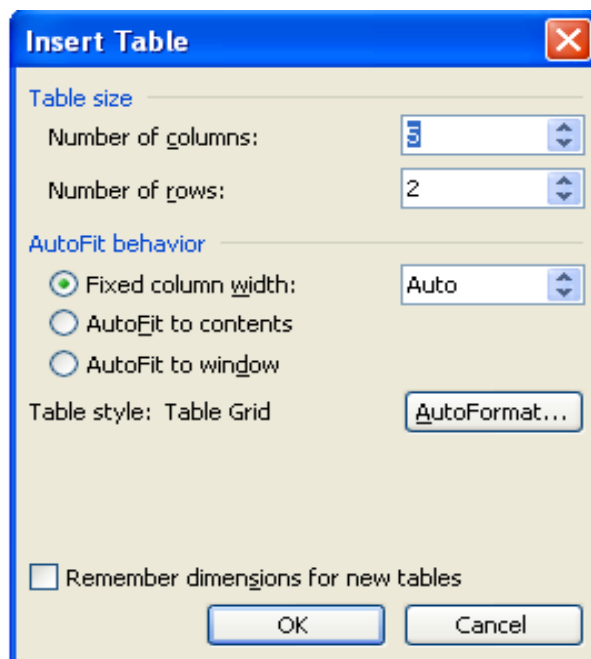 Insert Table
Table size
Number of columns: 5
Number of rows: 2
AutoFit behavior
Fixed column width: Auto
AutoFit to contents
AutoFit to window
Table style: Table Grid AutoFormat...
Remember dimensions for new tables
OK Cancel